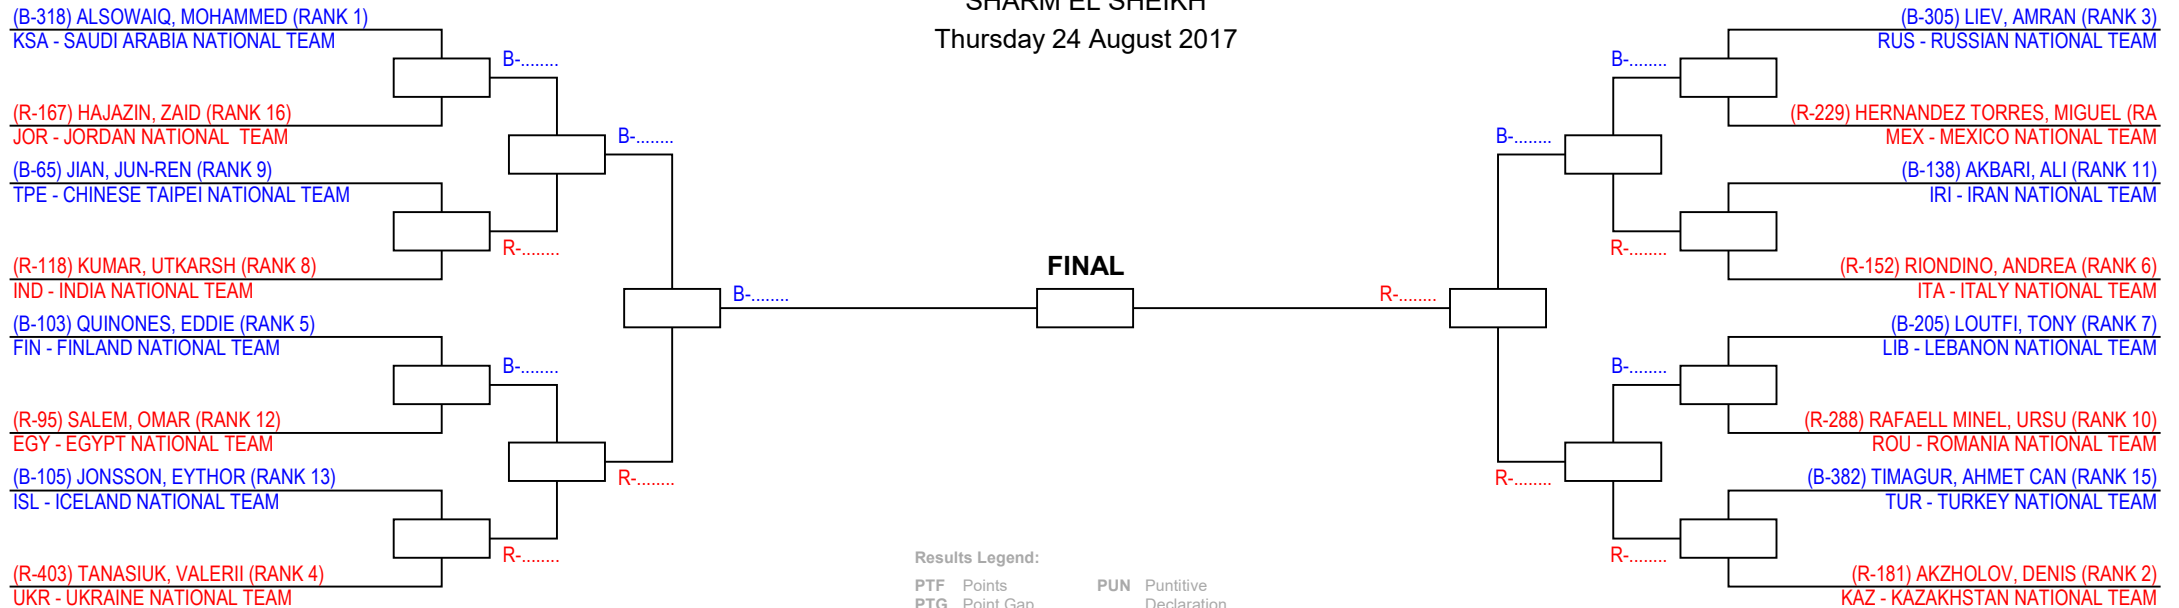 SHARM EL SHEIKH
Thursday 24 August 2017
(B-318) ALSOWAIQ, MOHAMMED (RANK 1)
KSA - SAUDI ARABIA NATIONAL TEAM
B-........
(R-167) HAJAZIN, ZAID (RANK 16)
JOR - JORDAN NATIONAL TEAM
B-........
(B-65) JIAN, JUN-REN (RANK 9)
TPE - CHINESE TAIPEI NATIONAL TEAM
R-........
(R-118) KUMAR, UTKARSH (RANK 8)
IND - INDIA NATIONAL TEAM
B-........
(B-103) QUINONES, EDDIE (RANK 5)
FIN - FINLAND NATIONAL TEAM
B-........
(R-95) SALEM, OMAR (RANK 12)
EGY - EGYPT NATIONAL TEAM
R-........
(B-105) JONSSON, EYTHOR (RANK 13)
ISL - ICELAND NATIONAL TEAM
R-........
(R-403) TANASIUK, VALERII (RANK 4)
UKR - UKRAINE NATIONAL TEAM
FINAL
(B-305) LIEV, AMRAN (RANK 3)
RUS - RUSSIAN NATIONAL TEAM
B-........
(R-229) HERNANDEZ TORRES, MIGUEL (RA
MEX - MEXICO NATIONAL TEAM
B-........
(B-138) AKBARI, ALI (RANK 11)
IRI - IRAN NATIONAL TEAM
R-........
(R-152) RIONDINO, ANDREA (RANK 6)
ITA - ITALY NATIONAL TEAM
R-........
(B-205) LOUTFI, TONY (RANK 7)
LIB - LEBANON NATIONAL TEAM
B-........
(R-288) RAFAELL MINEL, URSU (RANK 10)
ROU - ROMANIA NATIONAL TEAM
R-........
(B-382) TIMAGUR, AHMET CAN (RANK 15)
TUR - TURKEY NATIONAL TEAM
R-........
(R-181) AKZHOLOV, DENIS (RANK 2)
KAZ - KAZAKHSTAN NATIONAL TEAM
Results Legend:
PTF Points PUN Puntitive
PTG Point Gap Declaration